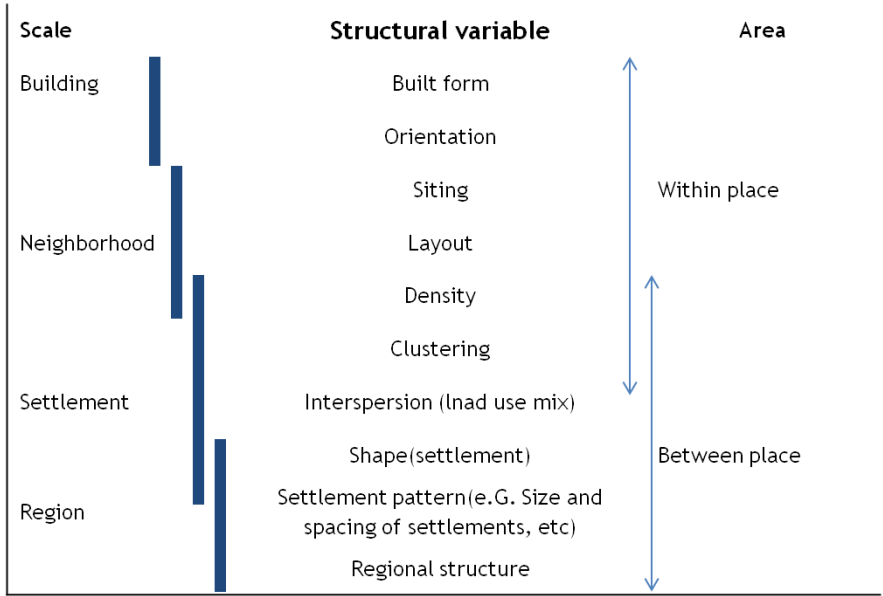 Scale Structural variable Area
Building Built form
Orientation
Siting Within place
Neighborhood Layout
Density
Clustering
Settlement Interspersion (lnad use mix)
Shape(settlement) Between place
Region Settlement pattern(e.G. Size and
spacing of settlements, etc)
Regional structure